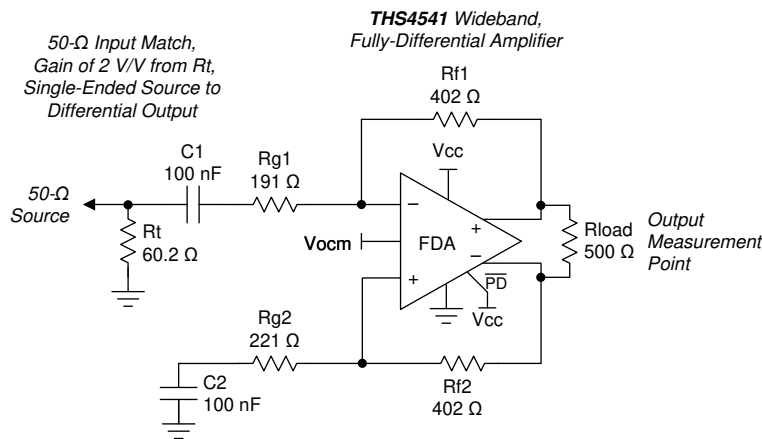 THS4541 Wideband,
Fully-Differential Amplifier
50-Ω Input Match,
Gain of 2 V/V from Rt,
Single-Ended Source to
Differential Output
Rf1
402 Ω
C1
100 nF
Rg1
191 Ω
Vcc
50-Ω
Source
Rt
60.2 Ω
Vocm
−
+
FDA
+
−
PD
Vcc
Rload
500 Ω
Output
Measurement
Point
Rg2
221 Ω
C2
100 nF
Rf2
402 Ω